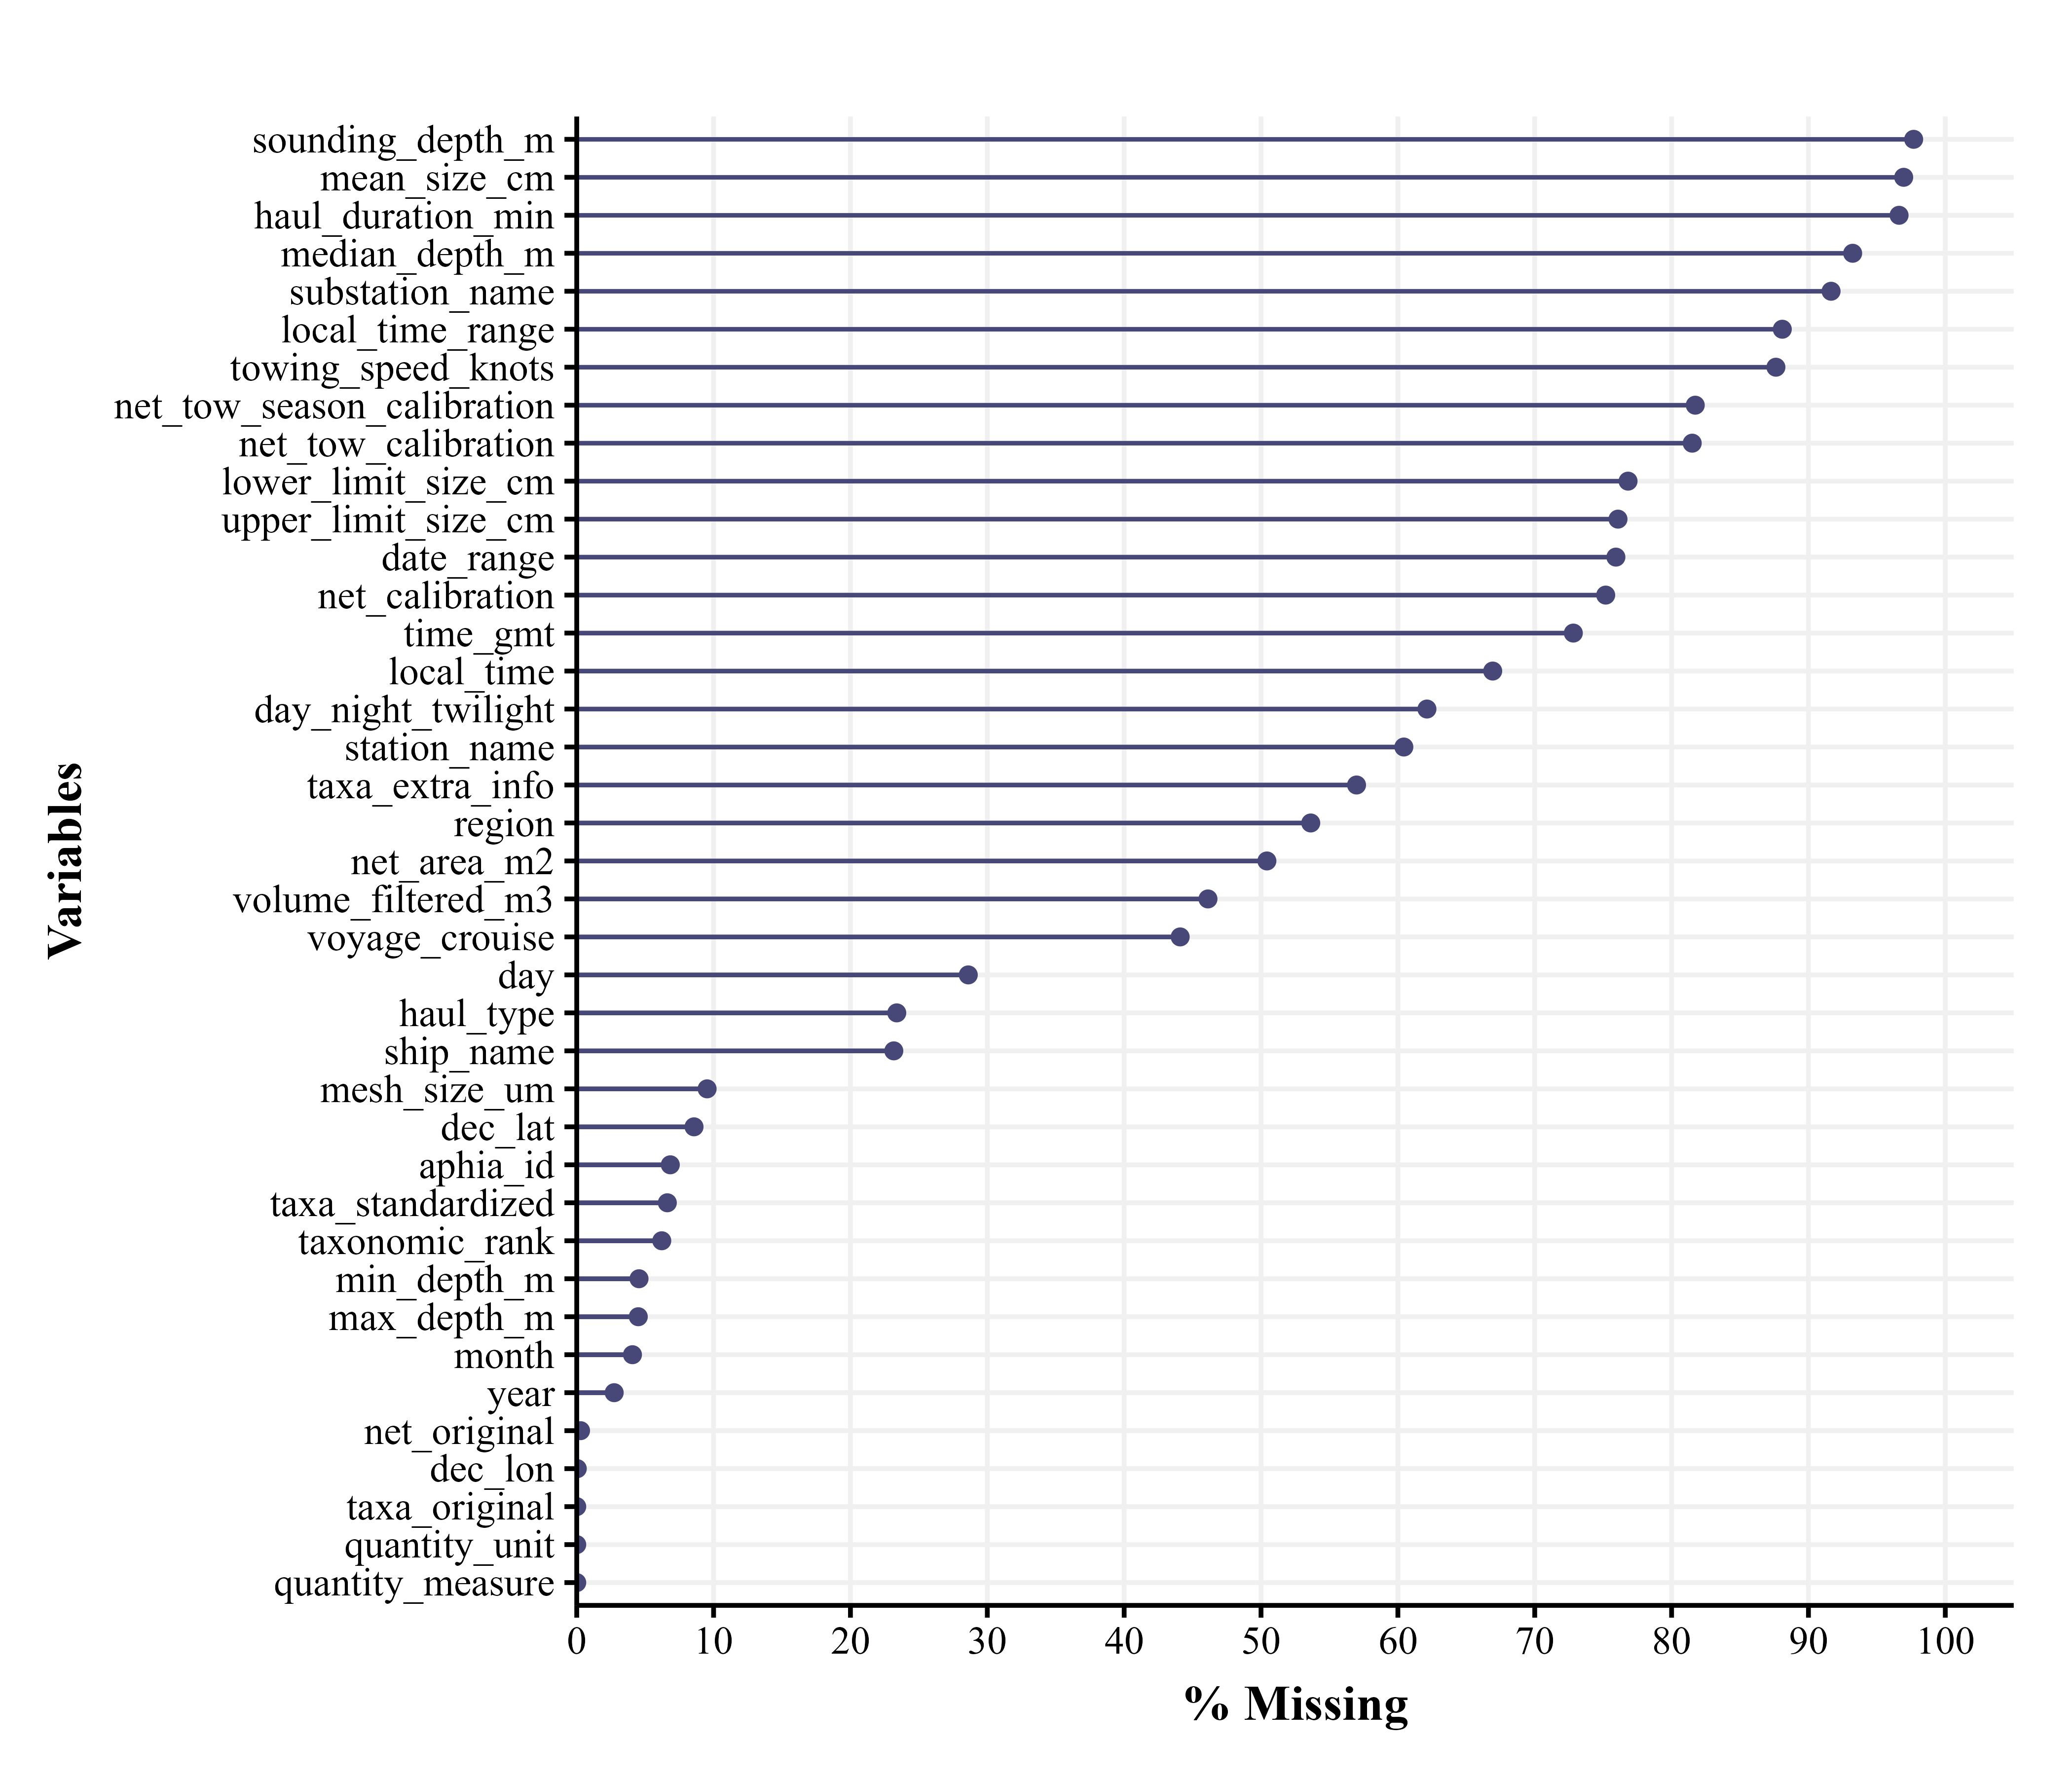 sounding_depth_m
mean_size_cm
haul_duration_min
median_depth_m
substation_name
local_time_range
towing_speed_knots
net_tow_season_calibration
net_tow_calibration
lower_limit_size_cm
upper_limit_size_cm
date_range
net_calibration
time_gmt
local_time
day_night_twilight
station_name
taxa_extra_info
region
net_area_m2
volume_filtered_m3
voyage_crouise
day
haul_type
ship_name
mesh_size_um
dec_lat
aphia_id
taxa_standardized
taxonomic_rank
min_depth_m
max_depth_m
month
year
net_original
dec_lon
taxa_original
quantity_unit
quantity_measure
Variables
0 10 20 30 40 50 60 70 80 90 100
% Missing